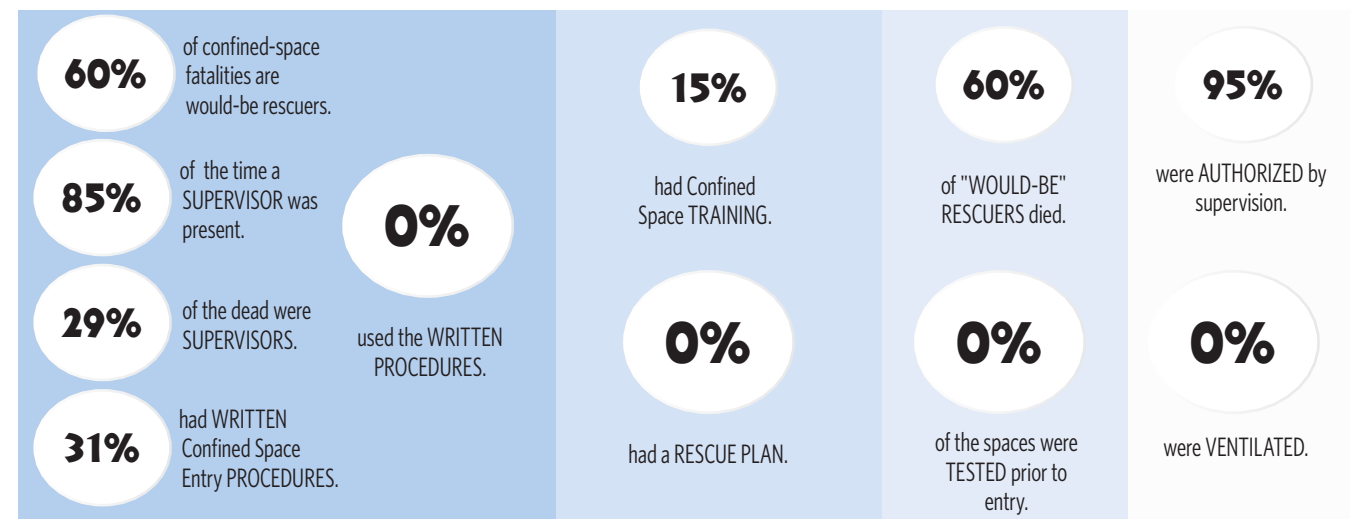 60%
of confined-space
fatalities are
would-be rescuers.
85%
of the time a
SUPERVISOR was
present.
29%
of the dead were
SUPERVISORS.
31%
had WRITTEN
Confined Space
Entry PROCEDURES.
0%
used the WRITTEN
PROCEDURES.
15%
had Confined
Space TRAINING.
0%
had a RESCUE PLAN.
60%
of "WOULD-BE"
RESCUERS died.
0%
of the spaces were
TESTED prior to
entry.
95%
were AUTHORIZED by
supervision.
0%
were VENTILATED.